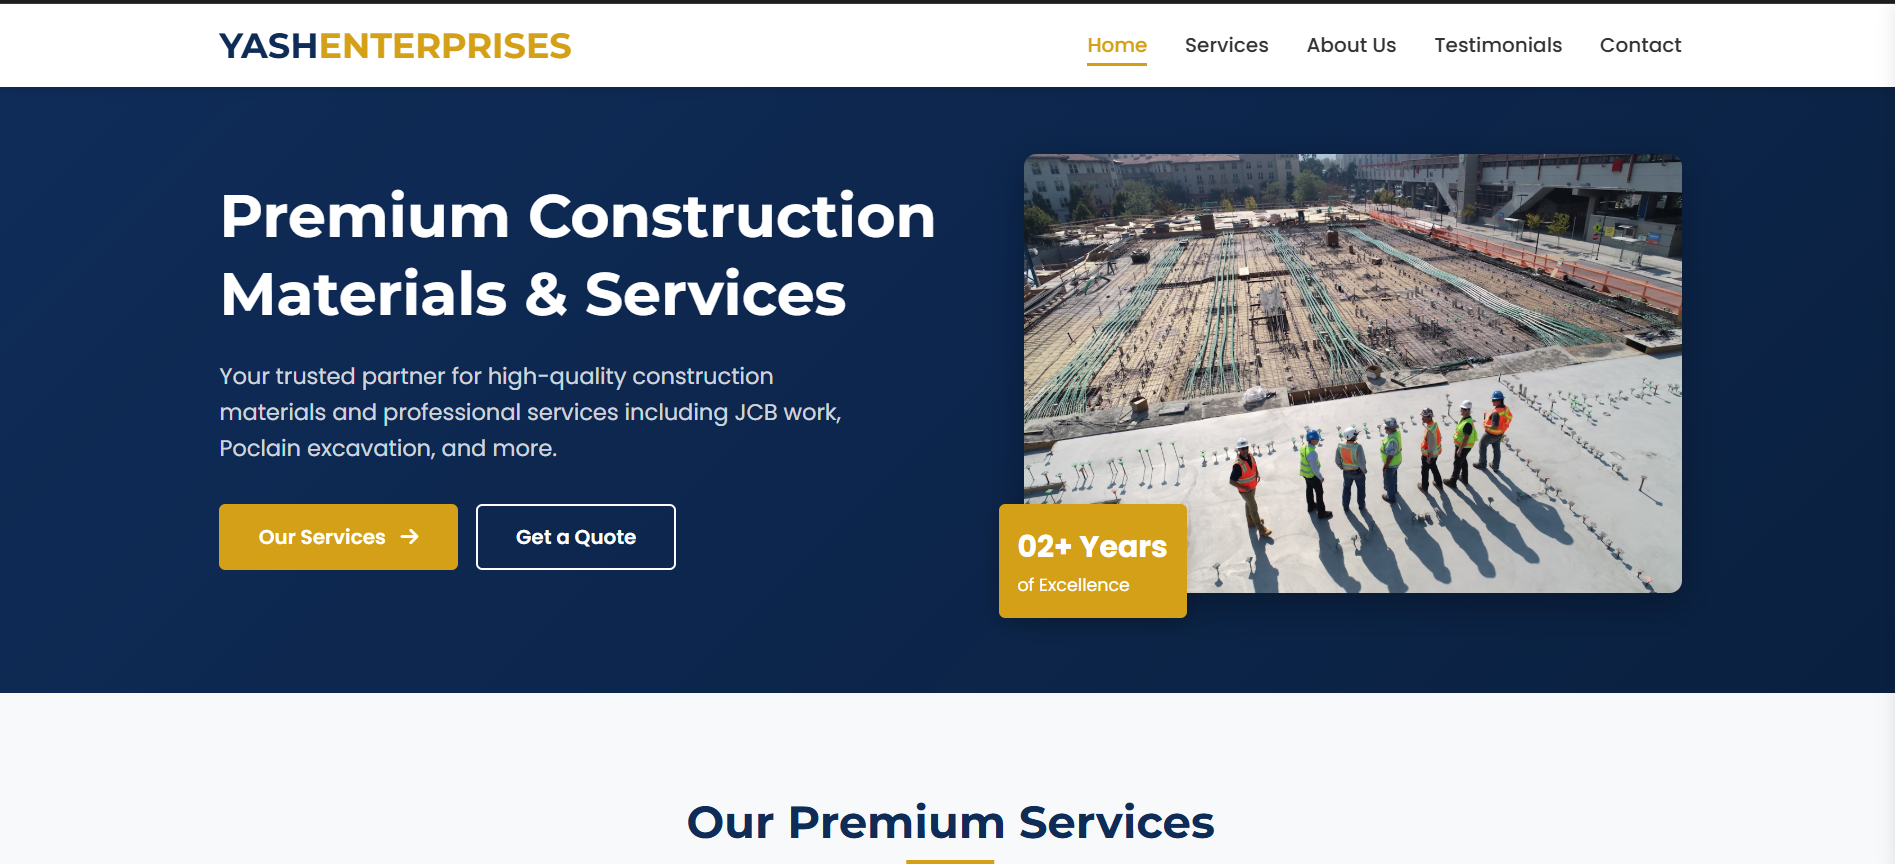 YASHENTERPRISES
Home Services About Us Testimonials Contact
Premium Construction
Materials & Services
Your trusted partner for high-quality construction
materials and professional services including JCB work,
Poclain excavation, and more.
Our Services → Get a Quote
02+ Years
of Excellence
Our Premium Services